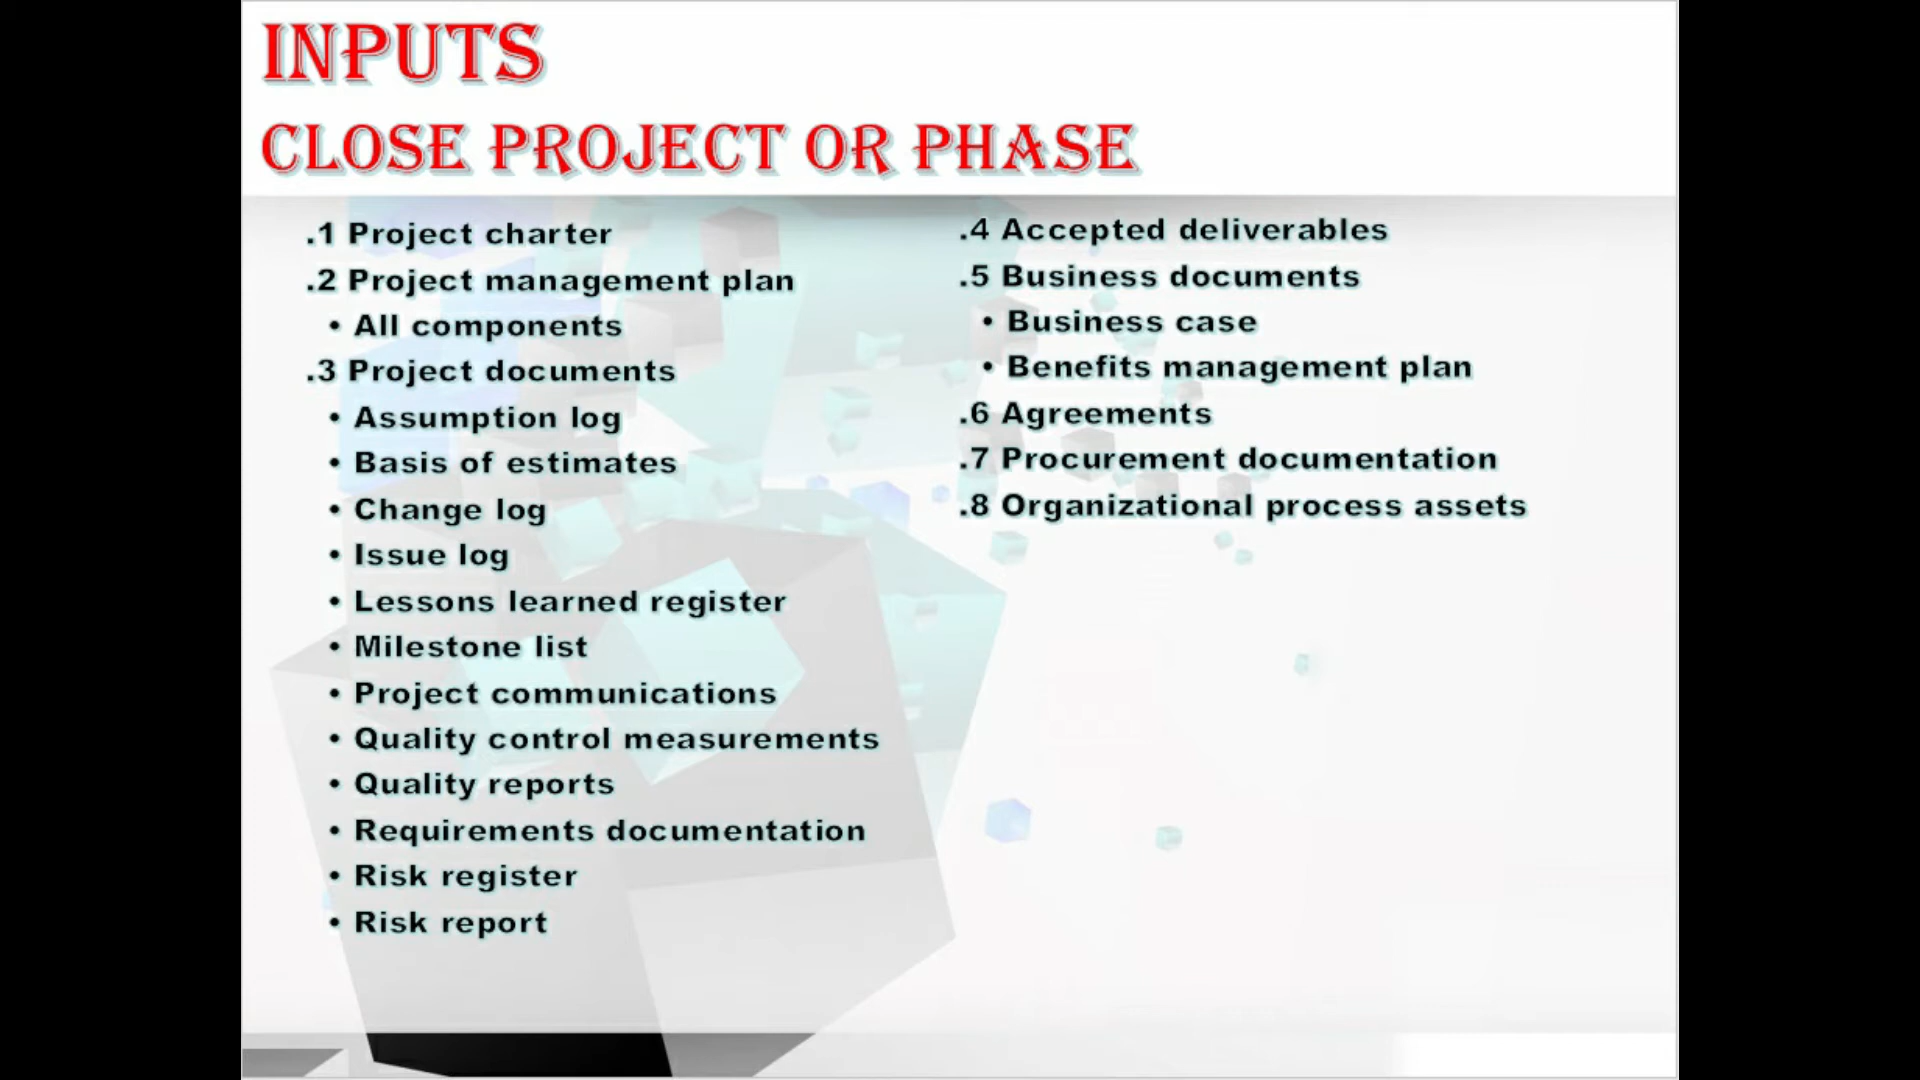 INPUTS
CLOSE PROJECT OR PHASE
.1 Project charter
.2 Project management plan
• All components
.3 Project documents
• Assumption log
• Basis of estimates
• Change log
• Issue log
• Lessons learned register
• Milestone list
• Project communications
• Quality control measurements
• Quality reports
• Requirements documentation
• Risk register
• Risk report
.4 Accepted deliverables
.5 Business documents
• Business case
• Benefits management plan
.6 Agreements
.7 Procurement documentation
.8 Organizational process assets